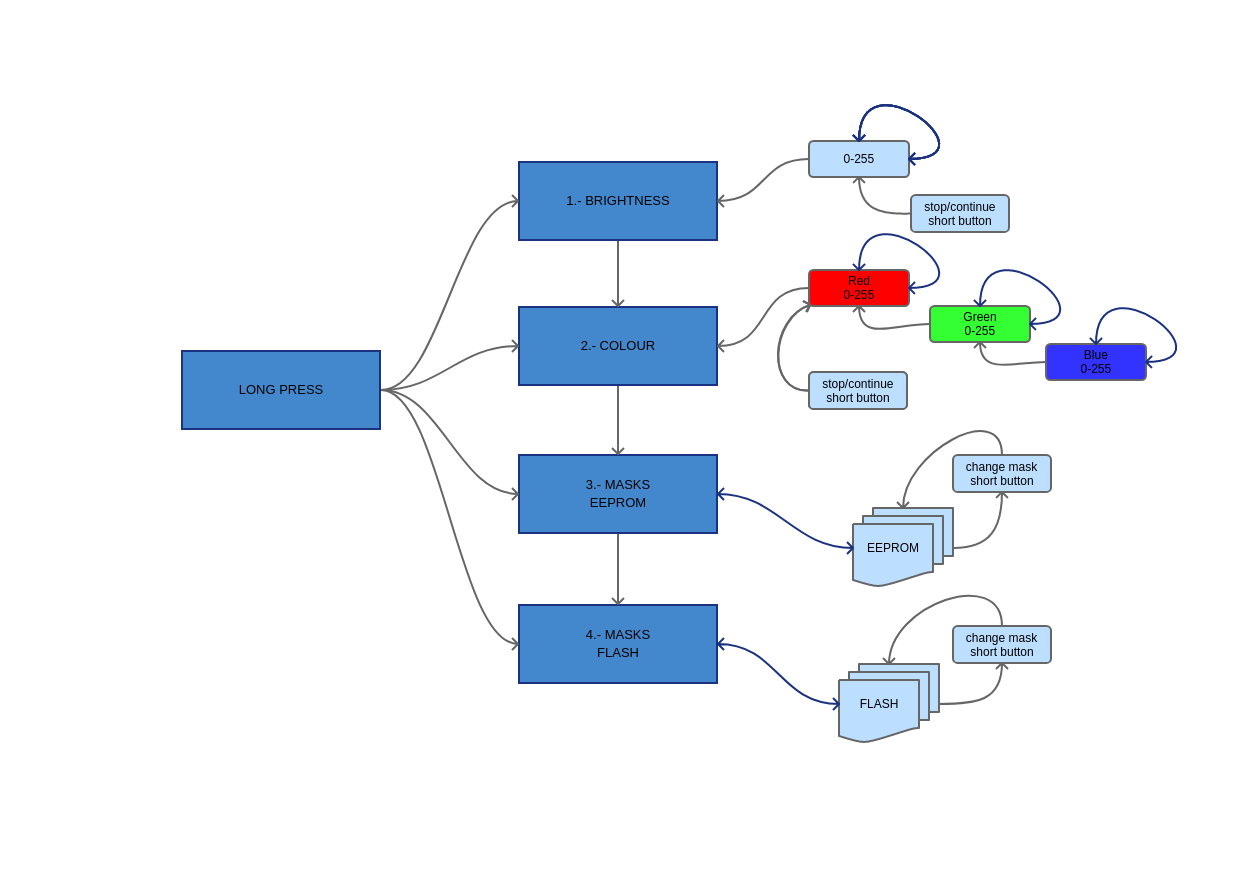 LONG PRESS
1.- BRIGHTNESS
0-255
stop/continue
short button
2.- COLOUR
Red
0-255
Green
0-255
Blue
0-255
stop/continue
short button
3.- MASKS
EEPROM
change mask
short button
EEPROM
4.- MASKS
FLASH
change mask
short button
FLASH